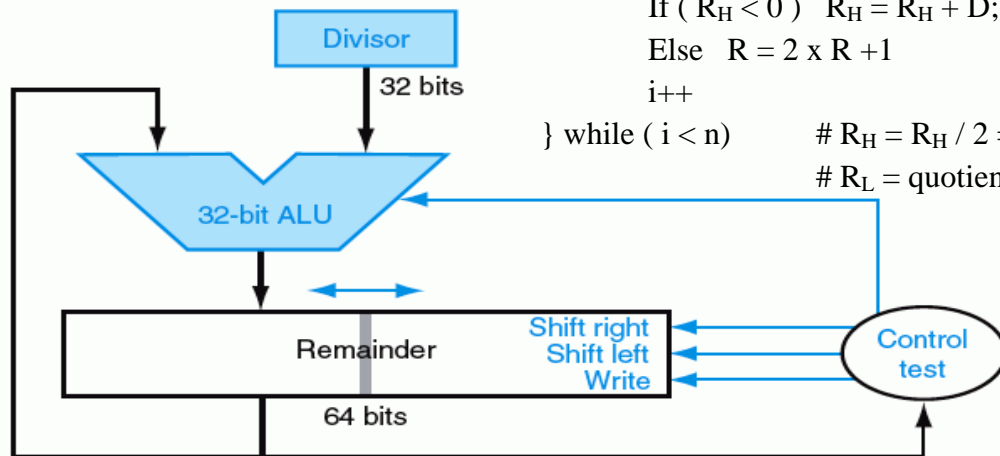 If ( R_H < 0 ) R_H = R_H + D;
Else R = 2 x R +1
i++
} while ( i < n) # R_H = R_H / 2 =
# R_L = quotien
Divisor
32 bits
32-bit ALU
Remainder
Shift right
Shift left
Write
64 bits
Control
test